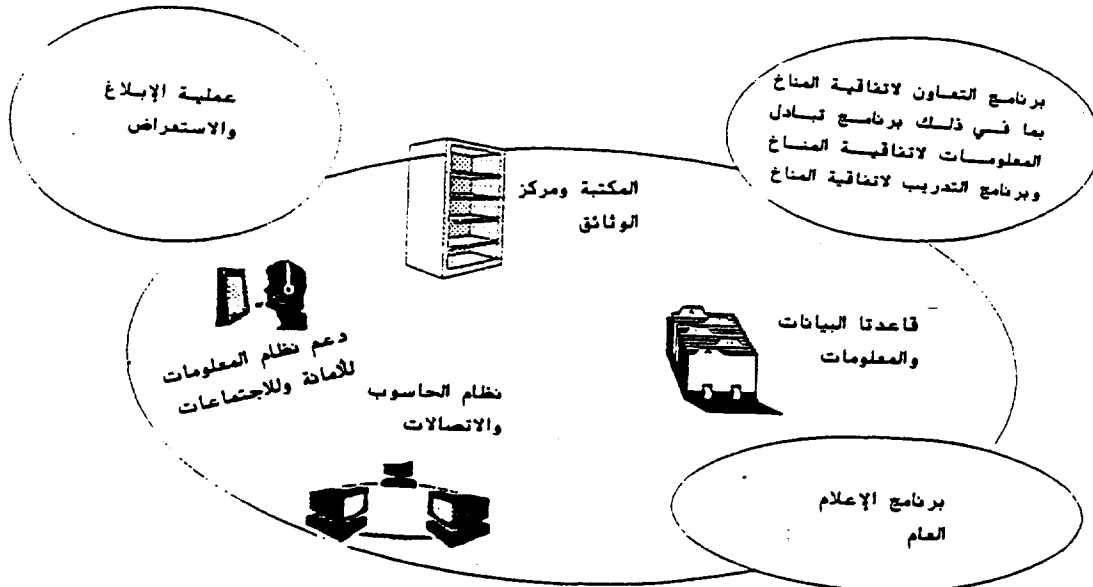 عملية الإبلاغ
والاستعراض
برنامج التعاون لاتفاقية المناخ
بما في ذلك برنامج تبادل
المعلومات لاتفاقية المناخ
وبرنامج التدريب لاتفاقية المناخ
المكتبة ومركز
الوثائق
قاعدتا البيانات
والمعلومات
دعم نظام المعلومات
للأمانة وللاجتماعات
نظام الحاسوب
والاتصالات
برنامج الإعلام
العام